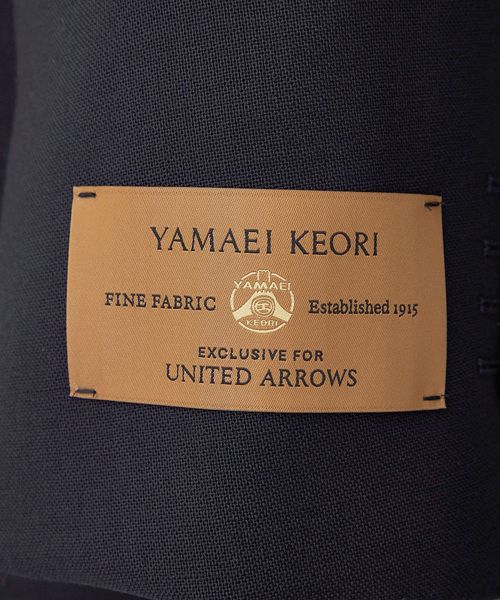 YAMAEI KEORI
FINE FABRIC
YAMAEI
KEORI
Established 1915
EXCLUSIVE FOR
UNITED ARROWS